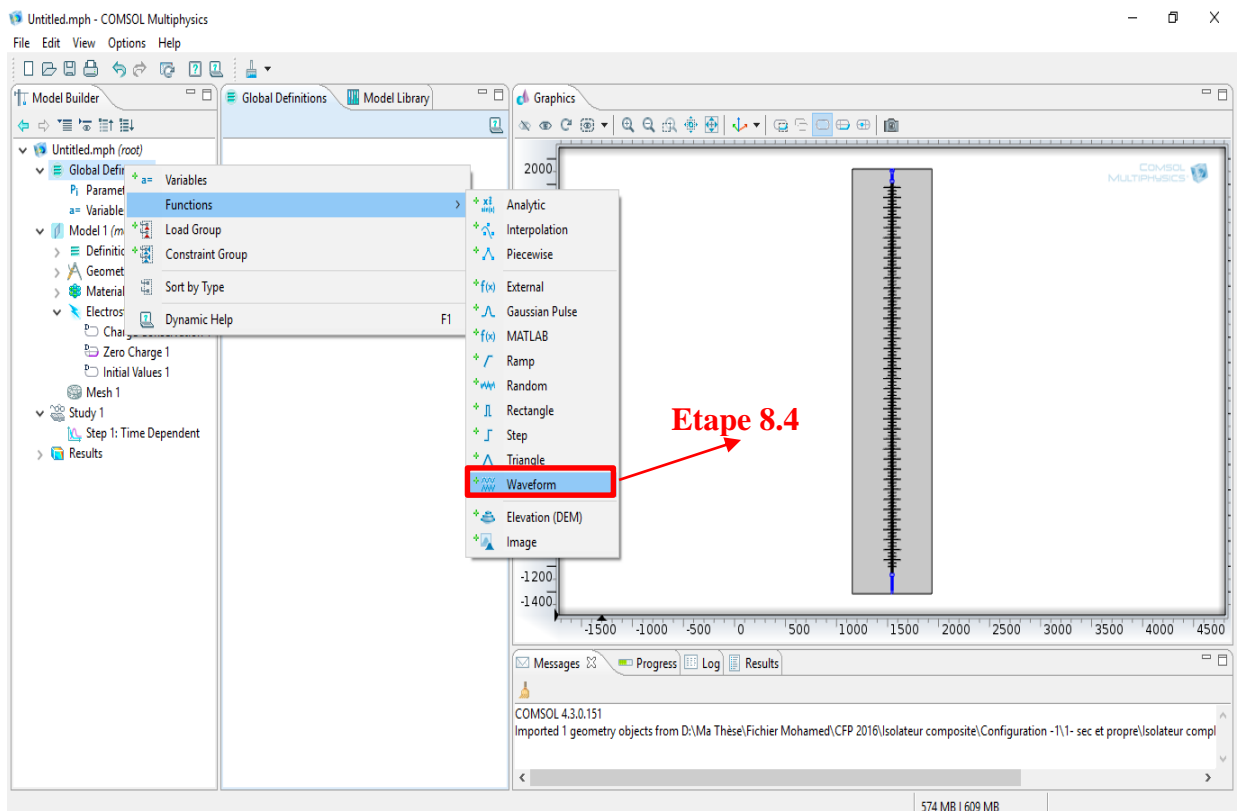 Untitled.mph - COMSOL Multiphysics
File Edit View Options Help
Model Builder
Untitled.mph (root)
Global Defin
Paramet
a= Variable
Model 1 (m
Definitic
Geomet
Material
Electros
Zero Charge 1
Initial Values 1
Mesh 1
Study 1
Step 1: Time Dependent
Results
Global Definitions Model Library
a= Variables
Functions
Load Group
Constraint Group
Sort by Type
Dynamic Help F1
Analytic
Interpolation
Piecewise
f(x) External
Gaussian Pulse
f(x) MATLAB
Ramp
Random
Rectangle
Step
Triangle
Waveform
Elevation (DEM)
Image
Etape 8.4
Graphics
COMSOL
MULTIPHYSICS
2000
-1200
-1400
-1500 -1000 -500 0 500 1000 1500 2000 2500 3000 3500 4000 4500
Messages Progress Log Results
COMSOL 4.3.0.151
Imported 1 geometry objects from D:\Ma Thèse\Fichier Mohamed\CFP 2016\Isolateur composite\Configuration -1\1- sec et propre\Isolateur compl
574 MB | 609 MB